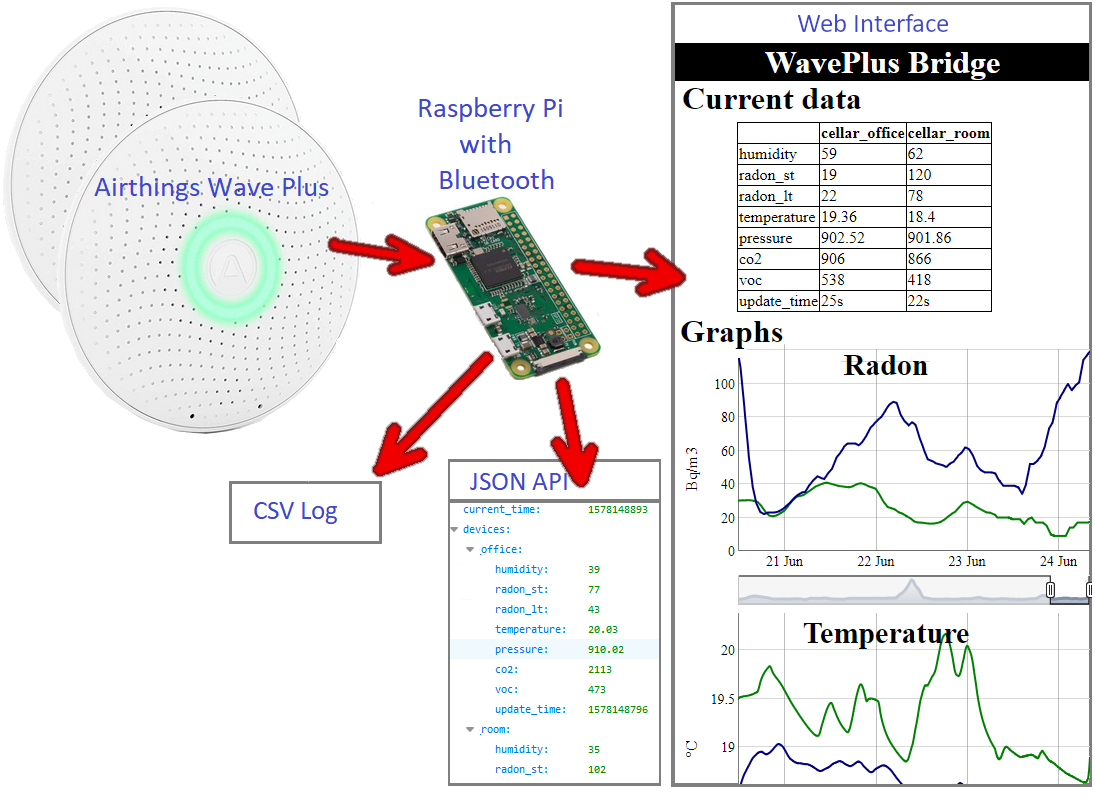 Airthings Wave Plus
Raspberry Pi
with
Bluetooth
CSV Log
JSON API
current_time: 1578148893
devices:
office:
humidity: 39
radon_st: 77
radon_lt: 43
temperature: 20.03
pressure: 910.02
co2: 2113
voc: 473
update_time: 1578148796
room:
humidity: 35
radon_st: 102
Web Interface
WavePlus Bridge
Current data
cellar_office cellar_room
humidity 59 62
radon_st 19 120
radon_lt 22 78
temperature 19.36 18.4
pressure 902.52 901.86
co2 906 866
voc 538 418
update_time 25s 22s
Graphs
Radon
Bq/m3
100
80
60
40
20
0
21 Jun 22 Jun 23 Jun 24 Jun
Temperature
°C
20
19.5
19